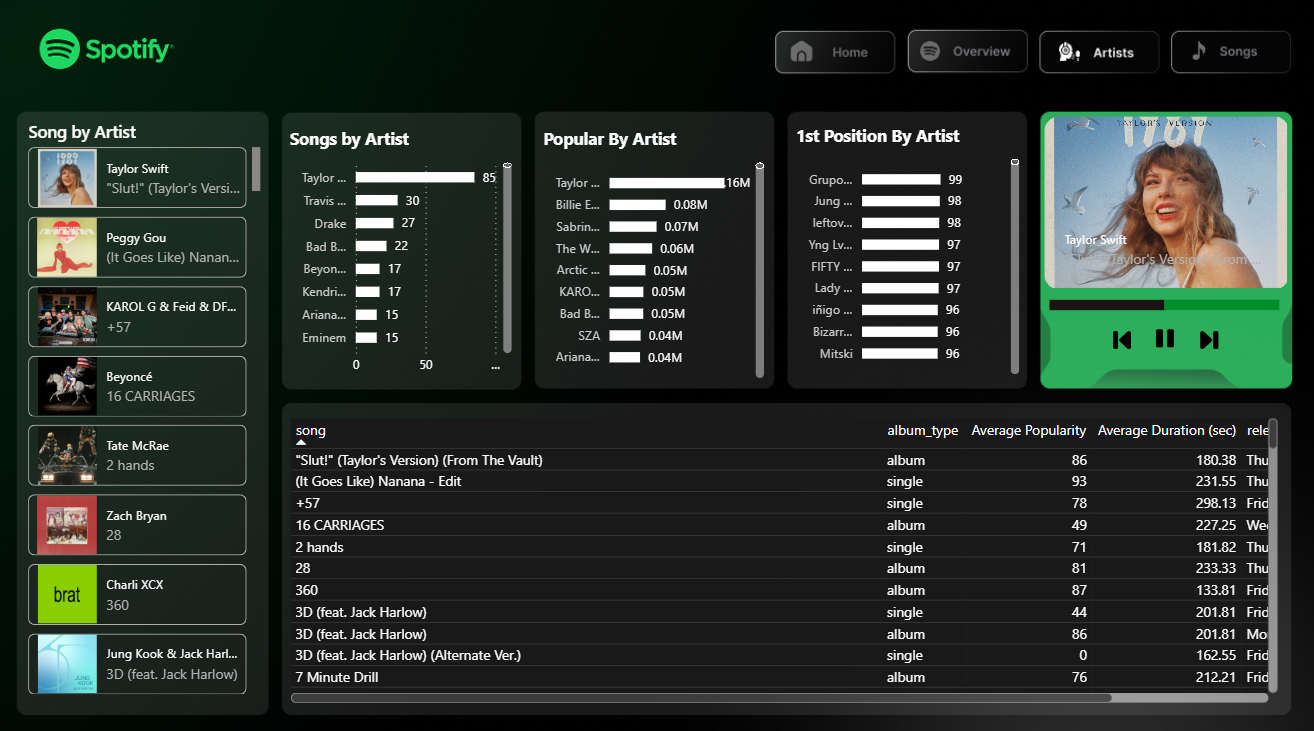 Spotify
Home
Overview
Artists
Songs
Song by Artist
Taylor Swift
"Slut!" (Taylor's Versi...
Peggy Gou
(It Goes Like) Nanan...
KAROL G & Feid & DF...
+57
Beyoncé
16 CARRIAGES
Tate McRae
2 hands
Zach Bryan
28
brat
Charli XCX
360
Jung Kook & Jack Harl...
3D (feat. Jack Harlow)
Songs by Artist
Taylor ... 85
Travis ... 30
Drake 27
Bad B... 22
Beyon... 17
Kendri... 17
Ariana... 15
Eminem 15
0 50 ...
Popular By Artist
Taylor ... .16M
Billie E... 0.08M
Sabrin... 0.07M
The W... 0.06M
Arctic ... 0.05M
KARO... 0.05M
Bad B... 0.05M
SZA 0.04M
Ariana... 0.04M
1st Position By Artist
Grupo... 99
Jung ... 98
leftov... 98
Yng Lv... 97
FIFTY ... 97
Lady ... 97
iñigo ... 96
Bizarr... 96
Mitski 96
TAYLOR'S VERSION
Taylor Swift
"Slut!" (Taylor's Version) (From ...
song album_type Average Popularity Average Duration (sec) rele
"Slut!" (Taylor's Version) (From The Vault) album 86 180.38 Thu
(It Goes Like) Nanana - Edit single 93 231.55 Thu
+57 single 78 298.13 Frid
16 CARRIAGES album 49 227.25 Wed
2 hands single 71 181.82 Thu
28 album 81 233.33 Thu
360 album 87 133.81 Frid
3D (feat. Jack Harlow) single 44 201.81 Frid
3D (feat. Jack Harlow) album 86 201.81 Mo
3D (feat. Jack Harlow) (Alternate Ver.) single 0 162.55 Frid
7 Minute Drill album 76 212.21 Frid